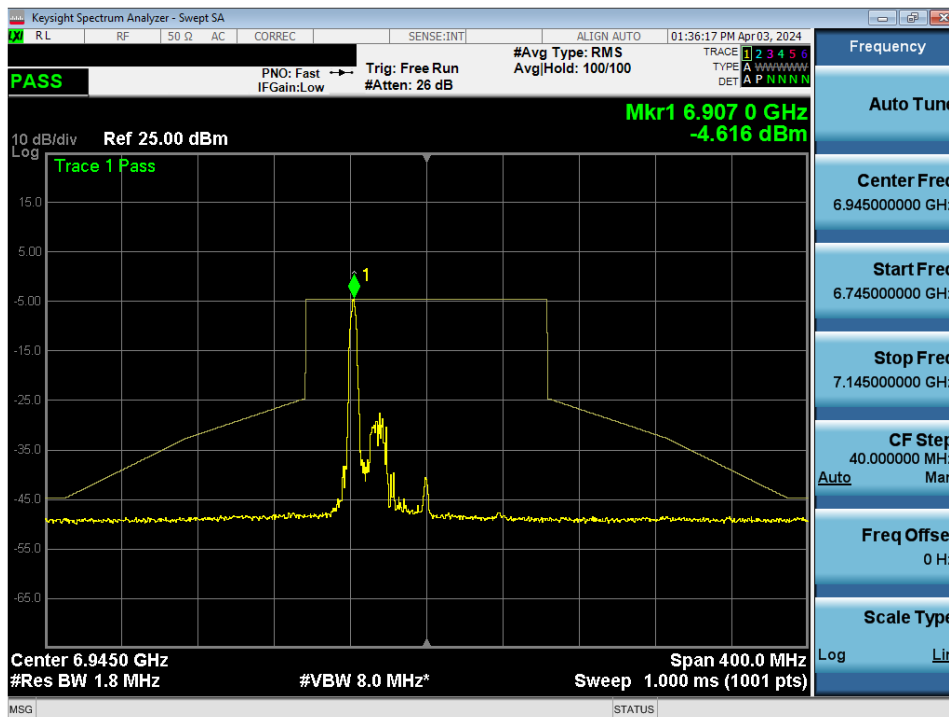 Keysight Spectrum Analyzer - Swept SA
LXI RL RF 50 Ω AC CORREC SENSE:INT ALIGN AUTO 01:36:17 PM Apr 03, 2024
PASS
PNO: Fast
IFGain:Low
Trig: Free Run
#Atten: 26 dB
#Avg Type: RMS
Avg|Hold: 100/100
TRACE 1 2 3 4 5 6
TYPE A WWWWW
DET A P N N N N
Mkr1 6.907 0 GHz
-4.616 dBm
10 dB/div Ref 25.00 dBm
Log
Trace 1 Pass
15.0
5.00
1
-5.00
-15.0
-25.0
-35.0
-45.0
-55.0
-65.0
Center 6.9450 GHz Span 400.0 MHz
#Res BW 1.8 MHz #VBW 8.0 MHz* Sweep 1.000 ms (1001 pts)
MSG STATUS
Frequency
Auto Tune
Center Freq
6.945000000 GHz
Start Freq
6.745000000 GHz
Stop Freq
7.145000000 GHz
CF Step
40.000000 MHz
Auto Man
Freq Offset
0 Hz
Scale Type
Log Lin